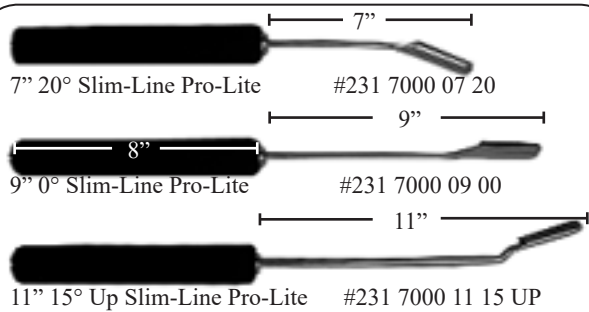 7”
7” 20° Slim-Line Pro-Lite #231 7000 07 20
9”
8”
9” 0° Slim-Line Pro-Lite #231 7000 09 00
11”
11” 15° Up Slim-Line Pro-Lite #231 7000 11 15 UP